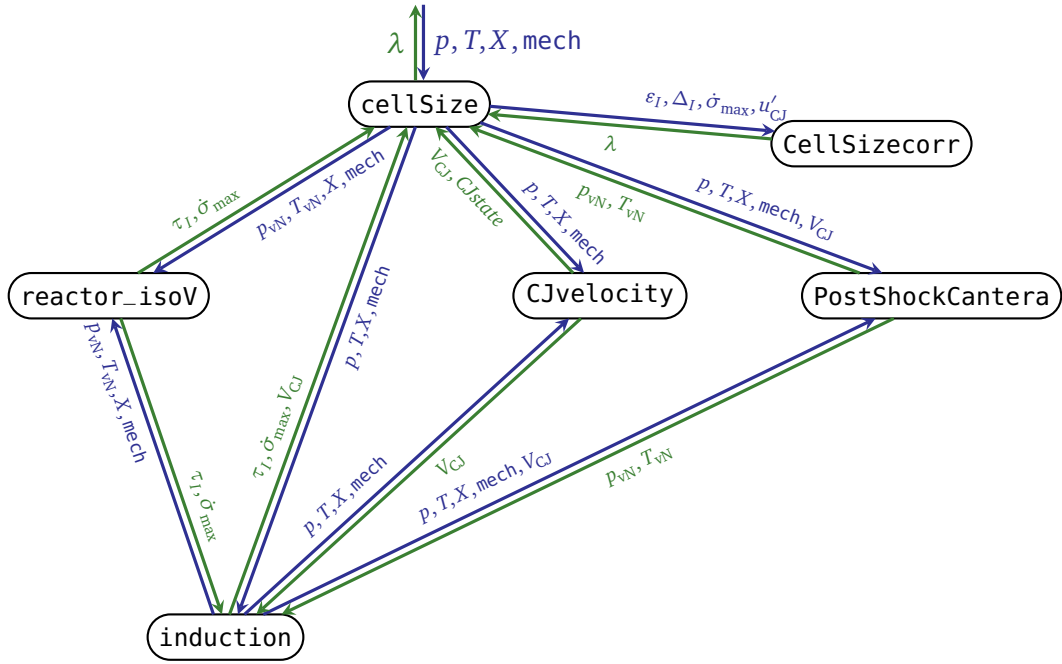 λ
p, T, X, mech
cellSize
ε_I, Δ_I, σ̇_max, u′_CJ
λ
CellSizecorr
τ_I, σ̇_max
p_vN, T_vN, X, mech
V_CJ, CJstate
p, T, X, mech
p_vN, T_vN
p, T, X, mech, V_CJ
reactor_isoV
CJvelocity
PostShockCantera
p_vN, T_vN, X, mech
τ_I, σ̇_max
τ_I, σ̇_max, V_CJ
p, T, X, mech
p, T, X, mech
V_CJ
p, T, X, mech, V_CJ
p_vN, T_vN
induction